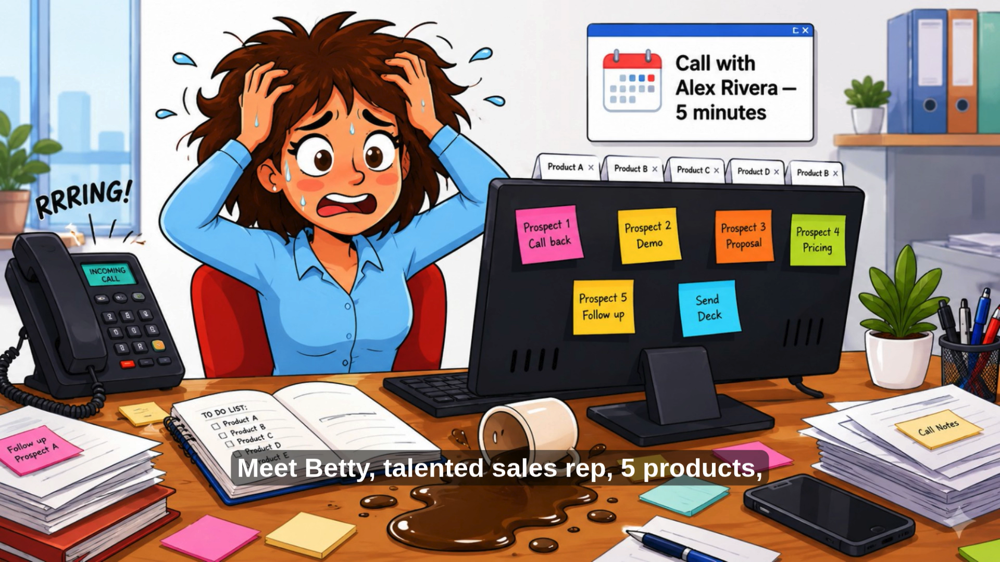 Call with
Alex Rivera —
5 minutes
Product A ×
Product B ×
Product C ×
Product D ×
Product B ×
RRRING!
INCOMING
CALL
Prospect 1
Call back
Prospect 2
Demo
Prospect 3
Proposal
Prospect 4
Pricing
Prospect 5
Follow up
Send
Deck
TO DO LIST:
Product A
Product B
Product C
Product D
roduct E
Follow up
Prospect A
Call Notes
Meet Betty, talented sales rep, 5 products,